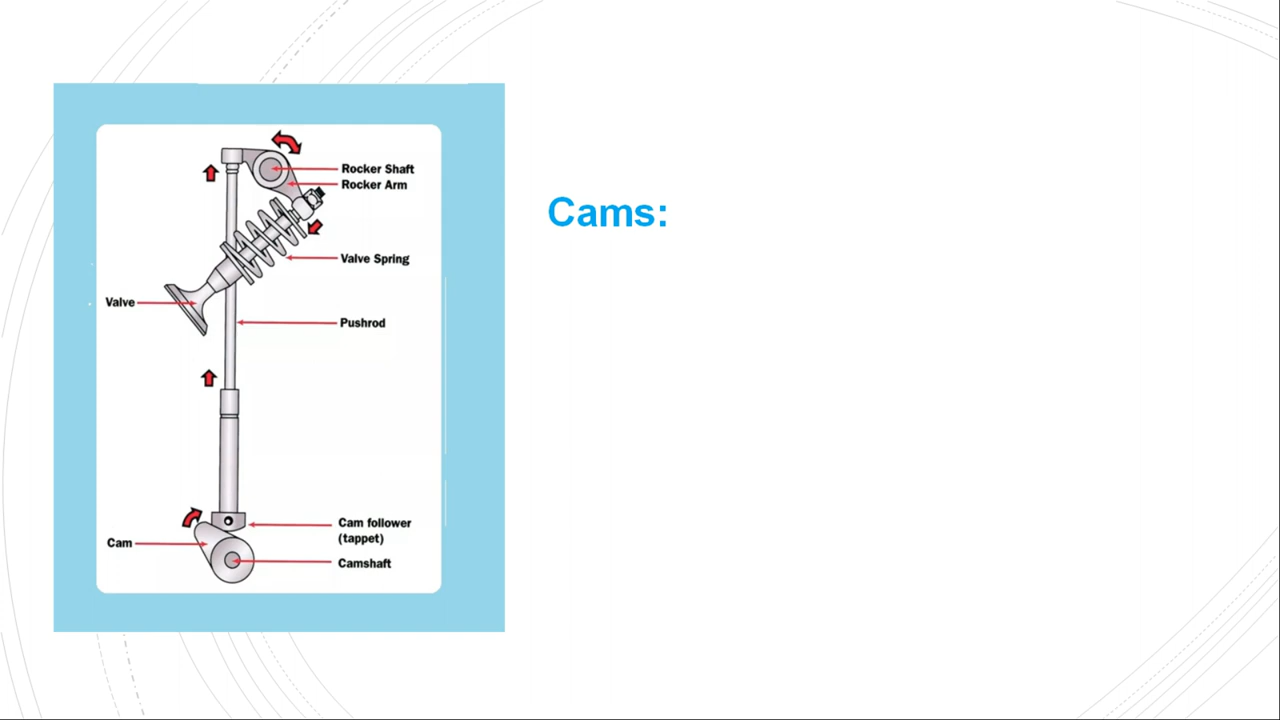 Rocker Shaft
Rocker Arm
Valve Spring
Valve
Pushrod
Cam follower
(tappet)
Cam
Camshaft
Cams: